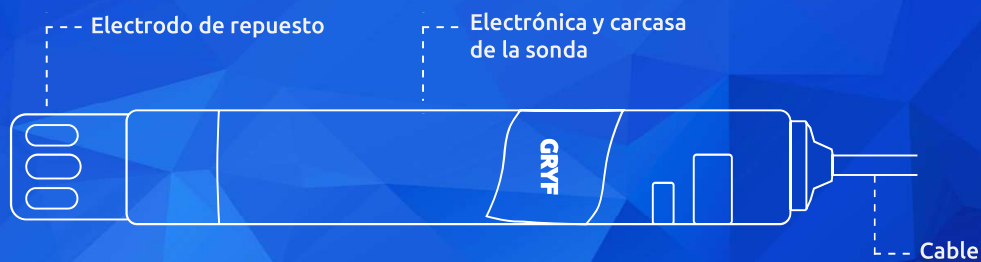 Electrodo de repuesto
Electrónica y carcasa
de la sonda
GRYF
Cable